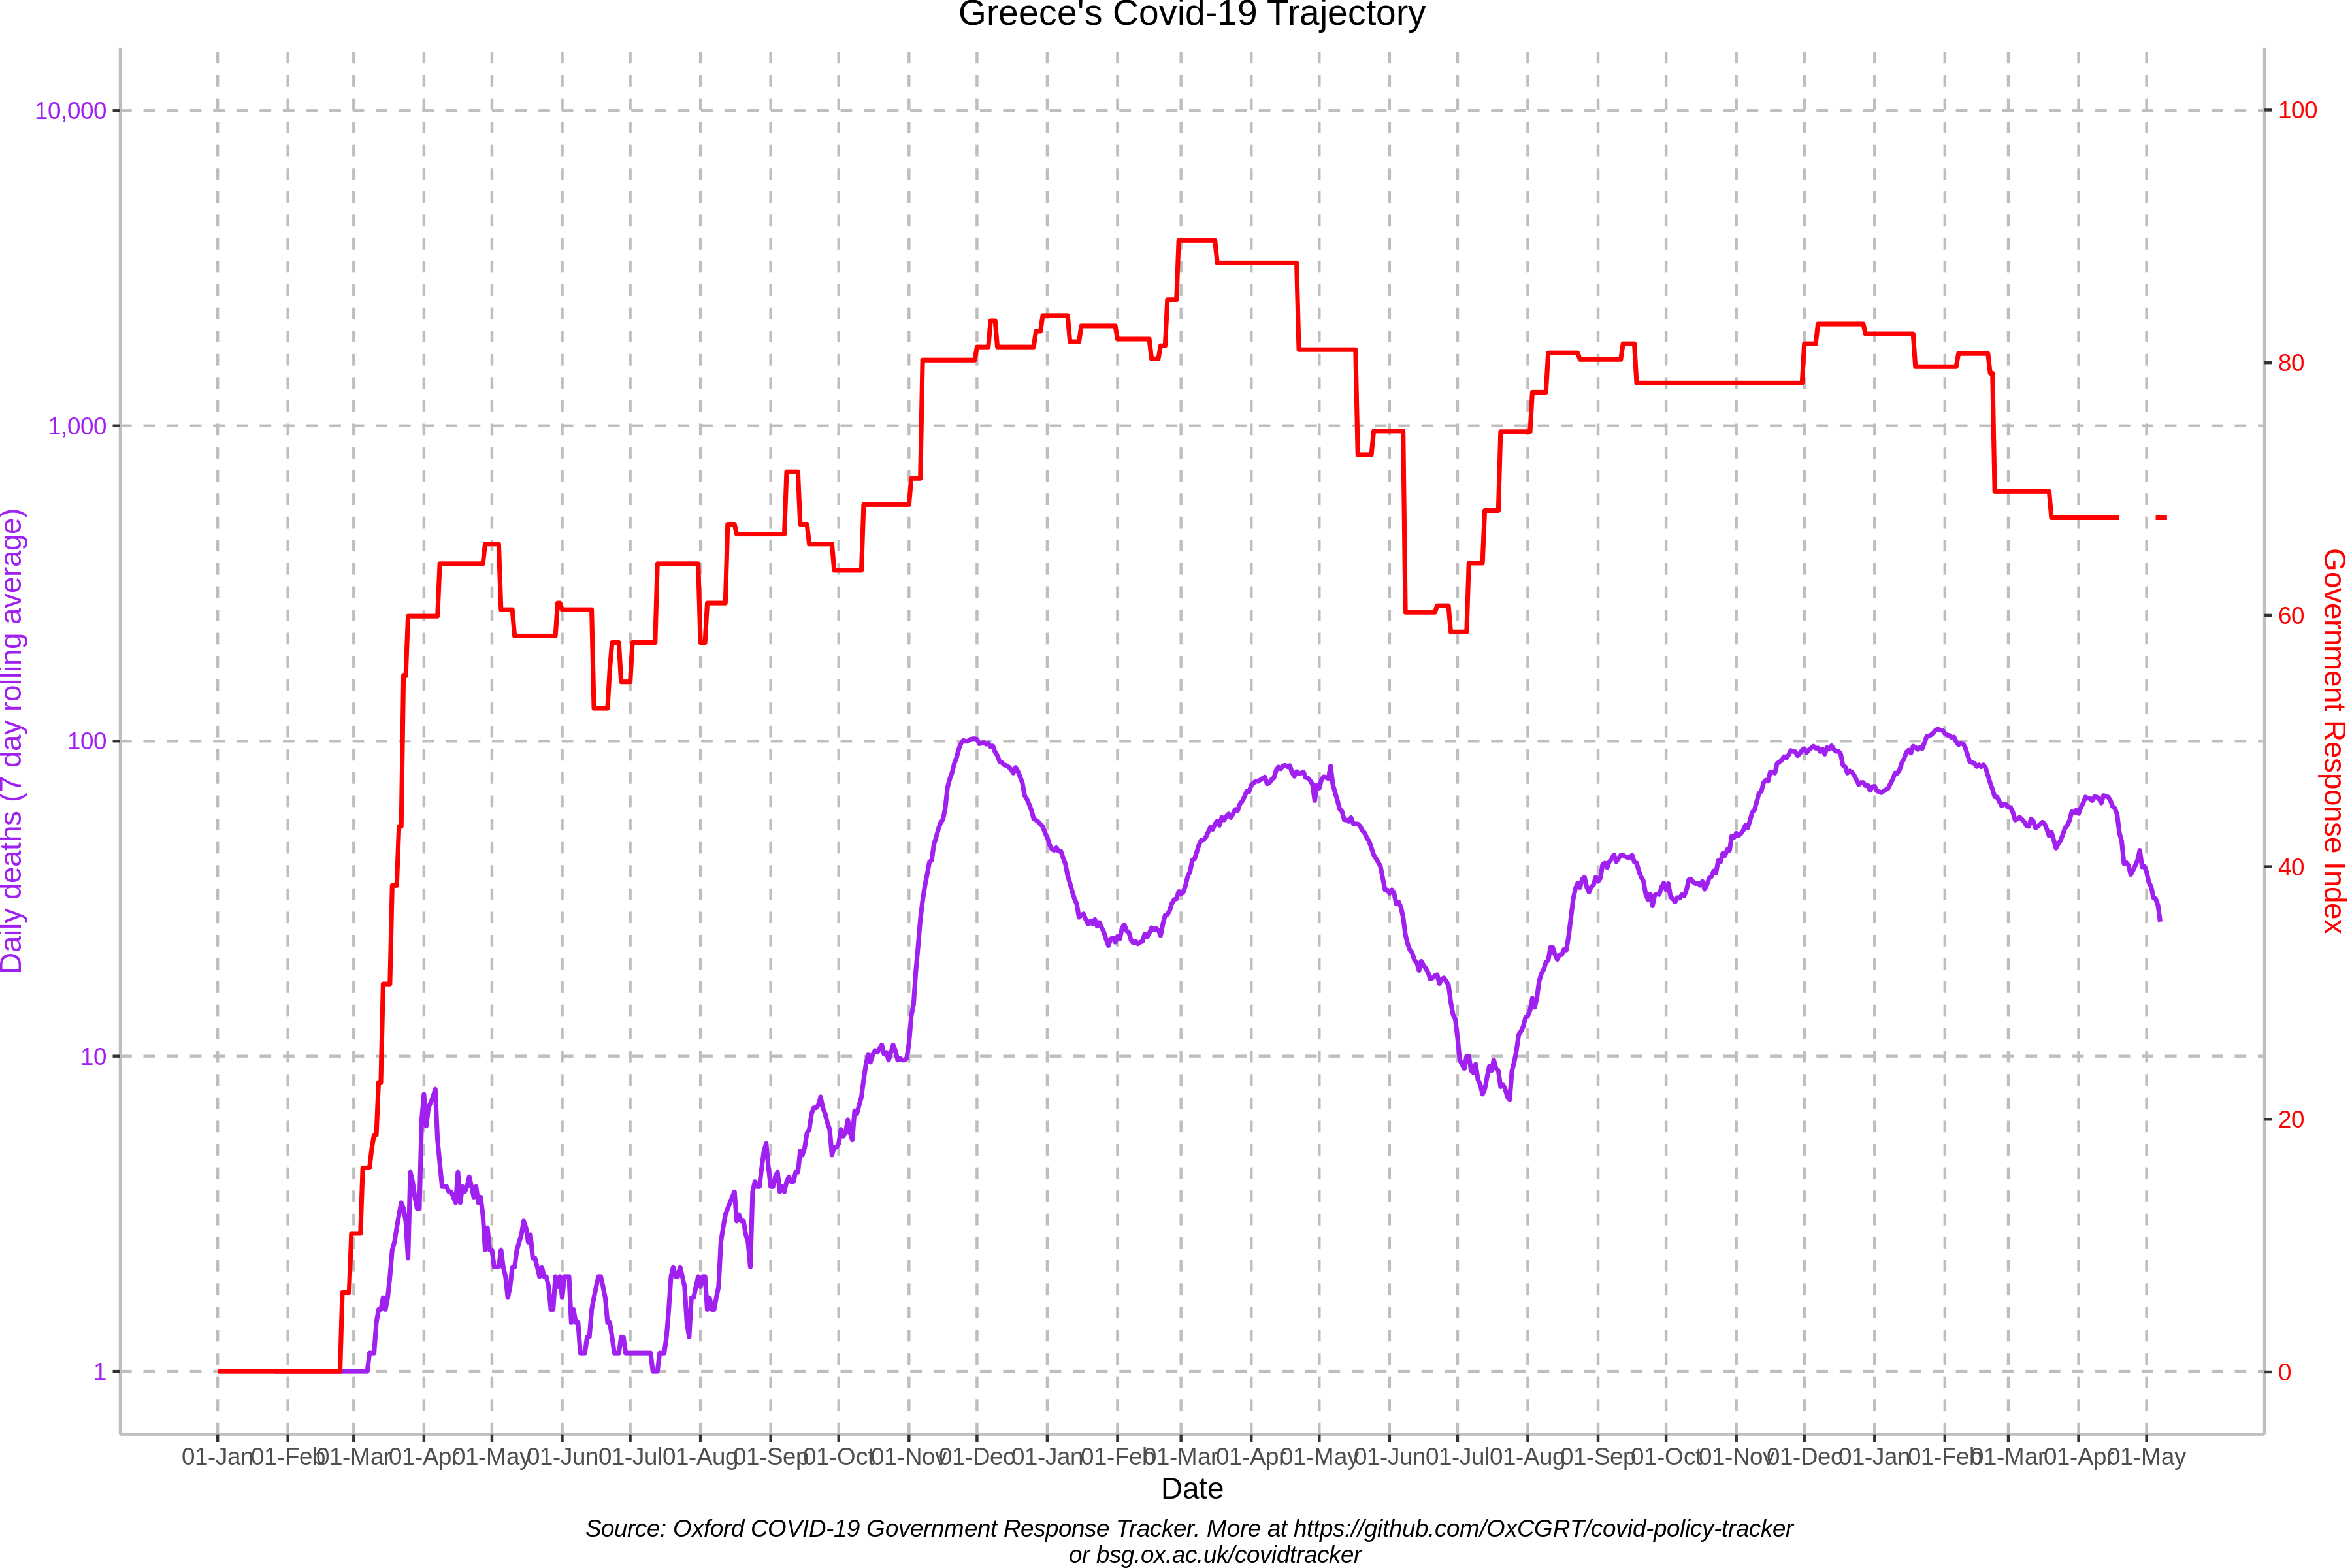 Greece's Covid-19 Trajectory
10,000
1,000
100
10
1
Daily deaths (7 day rolling average)
100
80
60
40
20
0
Government Response Index
01-Jan 01-Feb 01-Mar 01-Apr 01-May 01-Jun 01-Jul 01-Aug 01-Sep 01-Oct 01-Nov 01-Dec 01-Jan 01-Feb 01-Mar 01-Apr 01-May 01-Jun 01-Jul 01-Aug 01-Sep 01-Oct 01-Nov 01-Dec 01-Jan 01-Feb 01-Mar 01-Apr 01-May
Date
Source: Oxford COVID-19 Government Response Tracker. More at https://github.com/OxCGRT/covid-policy-tracker
or bsg.ox.ac.uk/covidtracker